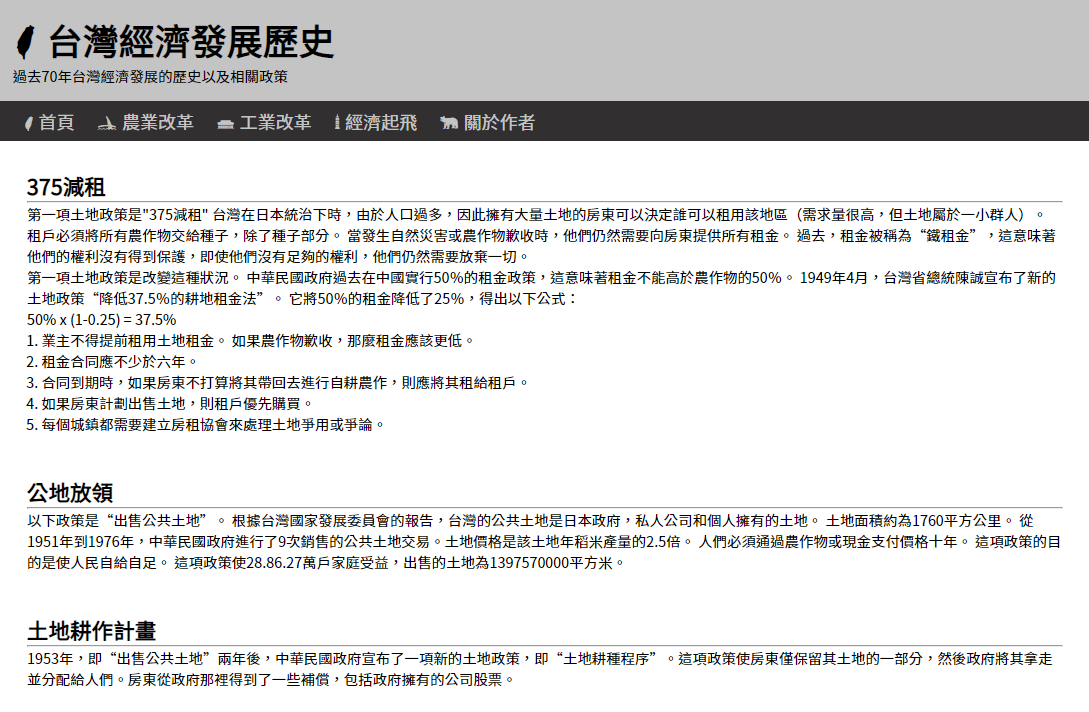 台灣經濟發展歷史
過去70年台灣經濟發展的歷史以及相關政策
首頁 農業改革 工業改革 經濟起飛 關於作者
375減租
第一項土地政策是"375減租" 台灣在日本統治下時，由於人口過多，因此擁有大量土地的房東可以決定誰可以租用該地區（需求量很高，但土地屬於一小群人）。
租戶必須將所有農作物交給種子，除了種子部分。 當發生自然災害或農作物歉收時，他們仍然需要向房東提供所有租金。 過去，租金被稱為“鐵租金”，這意味著
他們的權利沒有得到保護，即使他們沒有足夠的權利，他們仍然需要放棄一切。
第一項土地政策是改變這種狀況。 中華民國政府過去在中國實行50%的租金政策，這意味著租金不能高於農作物的50%。 1949年4月，台灣省總統陳誠宣布了新的
土地政策“降低37.5%的耕地租金法”。 它將50%的租金降低了25%，得出以下公式：
50% x (1-0.25) = 37.5%
1. 業主不得提前租用土地租金。 如果農作物歉收，那麼租金應該更低。
2. 租金合同應不少於六年。
3. 合同到期時，如果房東不打算將其帶回去進行自耕農作，則應將其租給租戶。
4. 如果房東計劃出售土地，則租戶優先購買。
5. 每個城鎮都需要建立房租協會來處理土地爭用或爭論。
公地放領
以下政策是“出售公共土地”。 根據台灣國家發展委員會的報告，台灣的公共土地是日本政府，私人公司和個人擁有的土地。 土地面積約為1760平方公里。 從
1951年到1976年，中華民國政府進行了9次銷售的公共土地交易。土地價格是該土地年稻米產量的2.5倍。 人們必須通過農作物或現金支付價格十年。 這項政策的目
的是使人民自給自足。 這項政策使28.86.27萬戶家庭受益，出售的土地為1397570000平方米。
土地耕作計畫
1953年，即“出售公共土地”兩年後，中華民國政府宣布了一項新的土地政策，即“土地耕種程序”。這項政策使房東僅保留其土地的一部分，然後政府將其拿走
並分配給人們。房東從政府那裡得到了一些補償，包括政府擁有的公司股票。